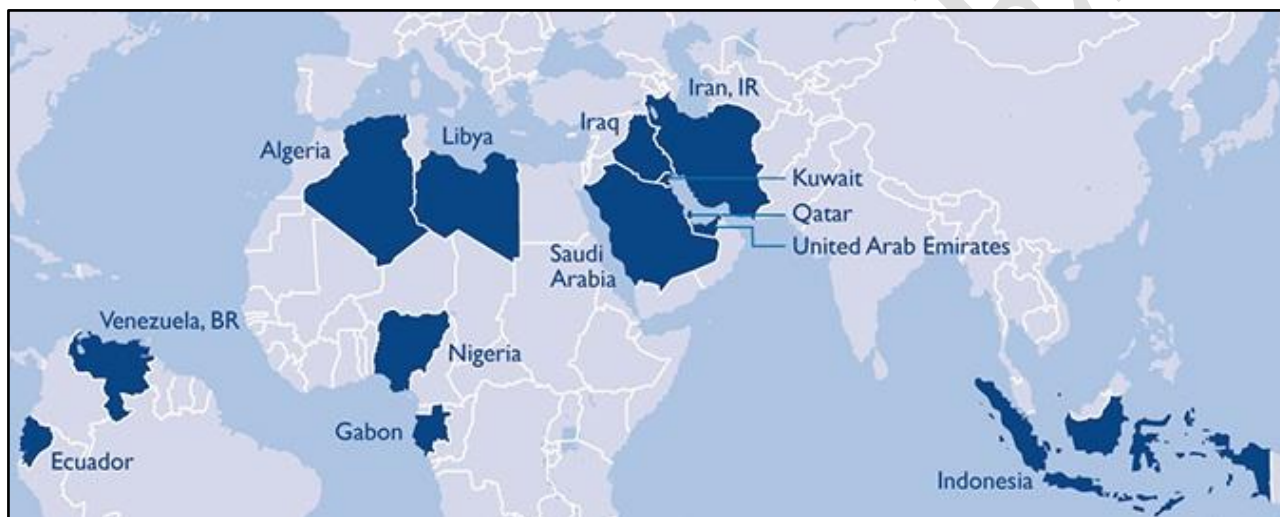 Iran, IR
Iraq
Libya
Algeria
Kuwait
Qatar
United Arab Emirates
Saudi
Arabia
Venezuela, BR
Nigeria
Gabon
Ecuador
Indonesia